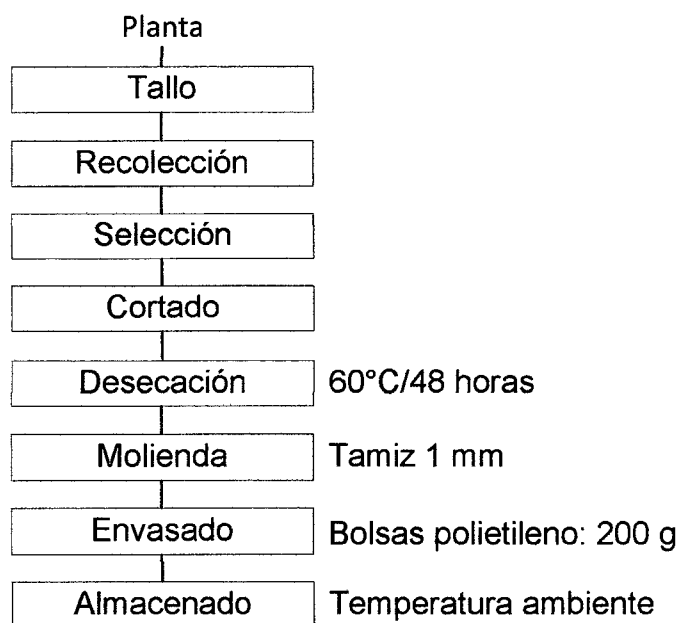 Planta
Tallo
Recolección
Selección
Cortado
Desecación 60°C/48 horas
Molienda Tamiz 1 mm
Envasado Bolsas polietileno: 200 g
Almacenado Temperatura ambiente